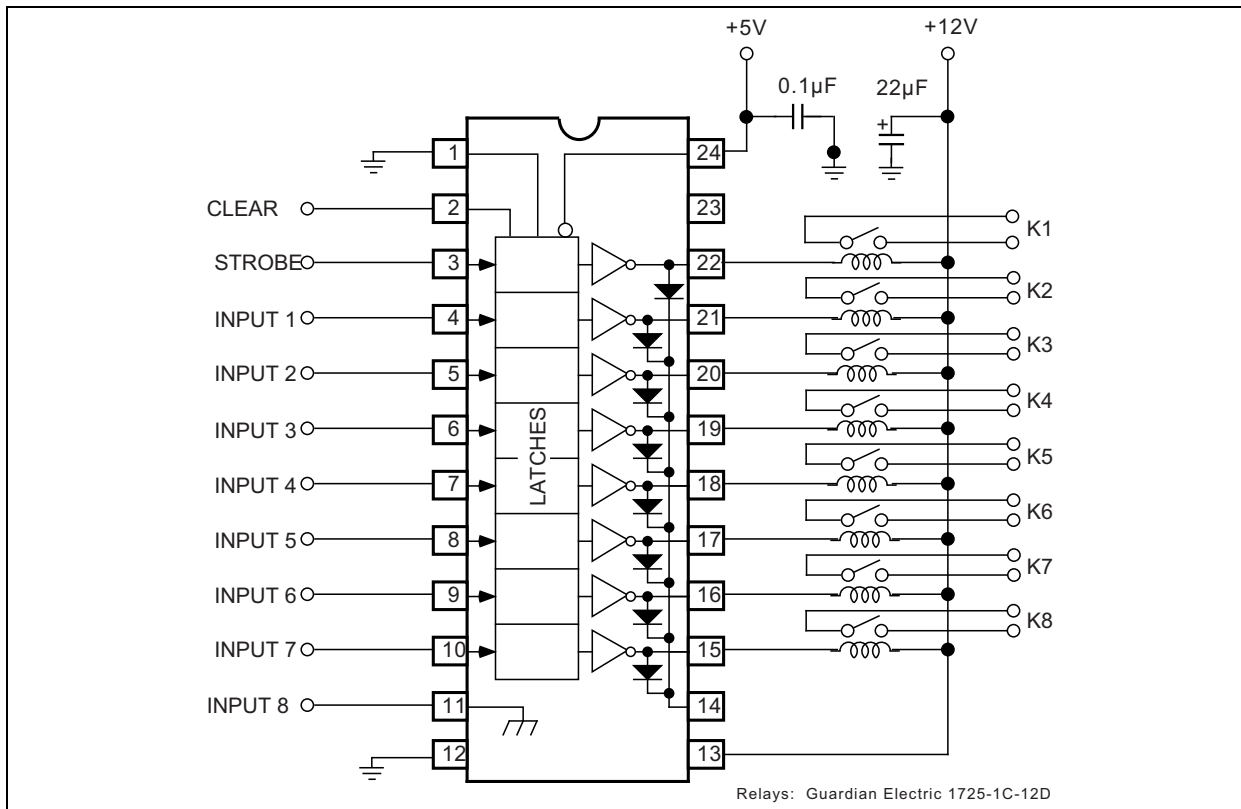 +5V
+12V
0.1µF
22µF
+
1
24
CLEAR
2
23
K1
STROBE
3
22
K2
INPUT 1
4
21
K3
INPUT 2
5
20
K4
INPUT 3
6
LATCHES
19
K5
INPUT 4
7
18
K6
INPUT 5
8
17
K7
INPUT 6
9
16
K8
INPUT 7
10
15
INPUT 8
11
14
12
13
Relays: Guardian Electric 1725-1C-12D